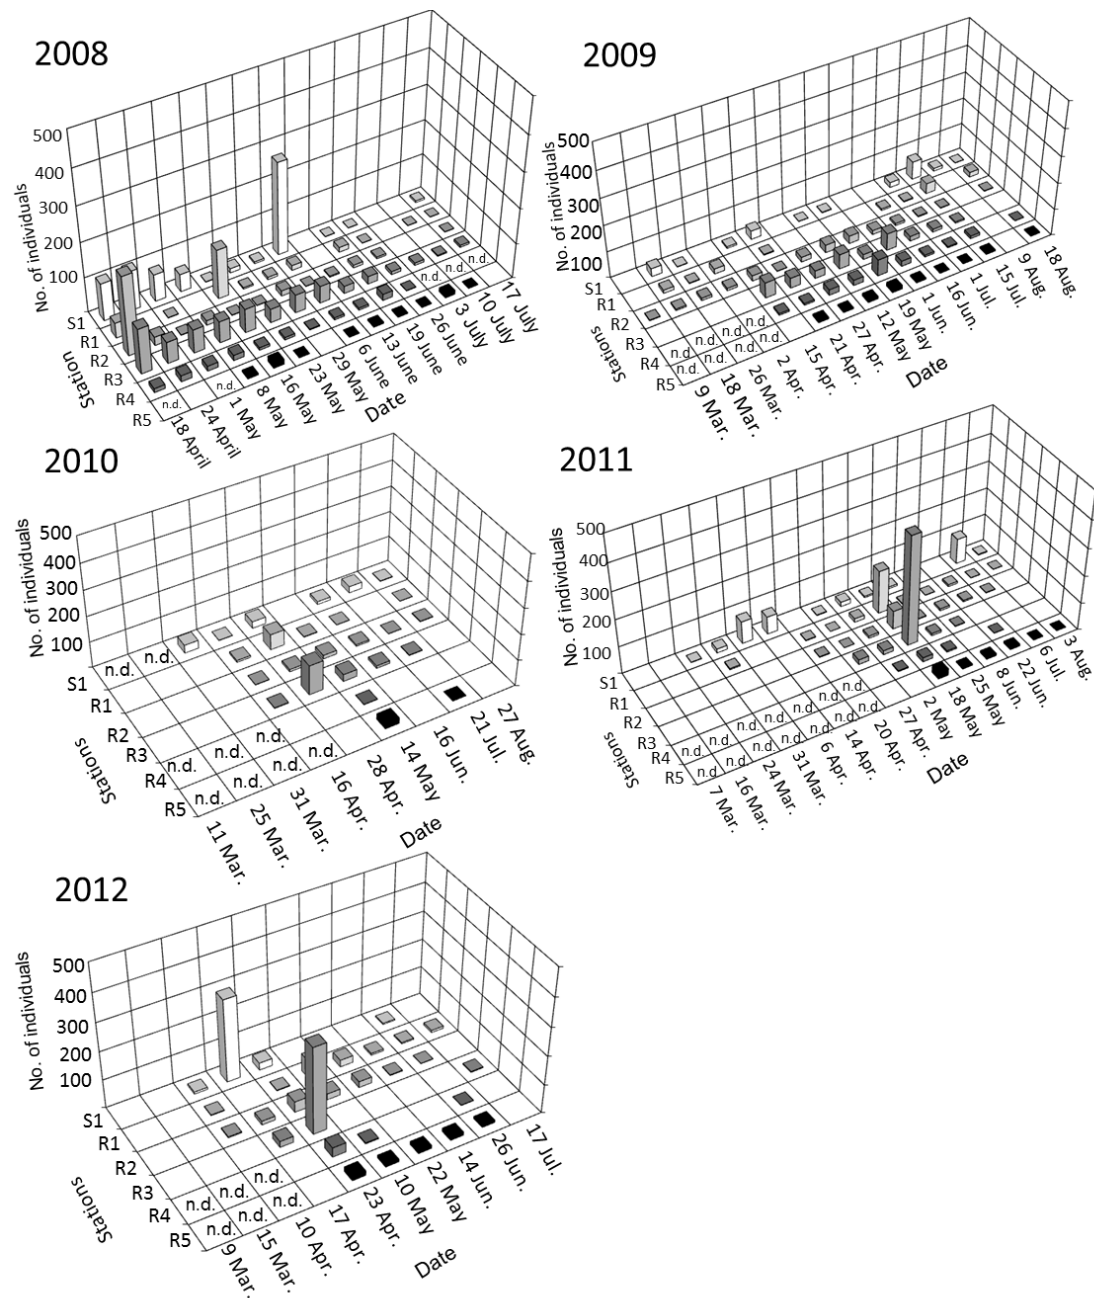 2008
No. of individuals
500
400
300
200
100
S1
R1
R2
R3
R4
R5
Station
n.d.
n.d.
n.d.
n.d.
n.d.
18 April
24 April
1 May
8 May
16 May
23 May
29 May
6 June
13 June
19 June
26 June
3 July
10 July
17 July
Date
2009
No. of individuals
500
400
300
200
100
S1
R1
R2
R3
R4
R5
Stations
n.d.
n.d.
n.d.
n.d.
n.d.
n.d.
n.d.
n.d.
n.d.
9 Mar.
18 Mar.
26 Mar.
2 Apr.
15 Apr.
21 Apr.
27 Apr.
12 May
19 May
1 Jun.
16 Jun.
1 Jul.
15 Jul.
9 Aug.
18 Aug.
Date
2010
No. of individuals
500
400
300
200
100
S1
R1
R2
R3
R4
R5
Stations
n.d.
n.d.
n.d.
n.d.
n.d.
n.d.
n.d.
n.d.
n.d.
11 Mar.
25 Mar.
31 Mar.
16 Apr.
28 Apr.
14 May
16 Jun.
21 Jul.
27 Aug.
Date
2011
No. of individuals
500
400
300
200
100
S1
R1
R2
R3
R4
R5
Stations
n.d.
n.d.
n.d.
n.d.
n.d.
n.d.
n.d.
n.d.
n.d.
n.d.
n.d.
n.d.
n.d.
n.d.
7 Mar.
16 Mar.
24 Mar.
31 Mar.
6 Apr.
14 Apr.
20 Apr.
27 Apr.
2 May
18 May
25 May
8 Jun.
22 Jun.
6 Jul.
3 Aug.
Date
2012
No. of individuals
500
400
300
200
100
S1
R1
R2
R3
R4
R5
Stations
n.d.
n.d.
n.d.
n.d.
n.d.
n.d.
9 Mar.
15 Mar.
10 Apr.
17 Apr.
23 Apr.
10 May
22 May
14 Jun.
26 Jun.
17 Jul.
Date